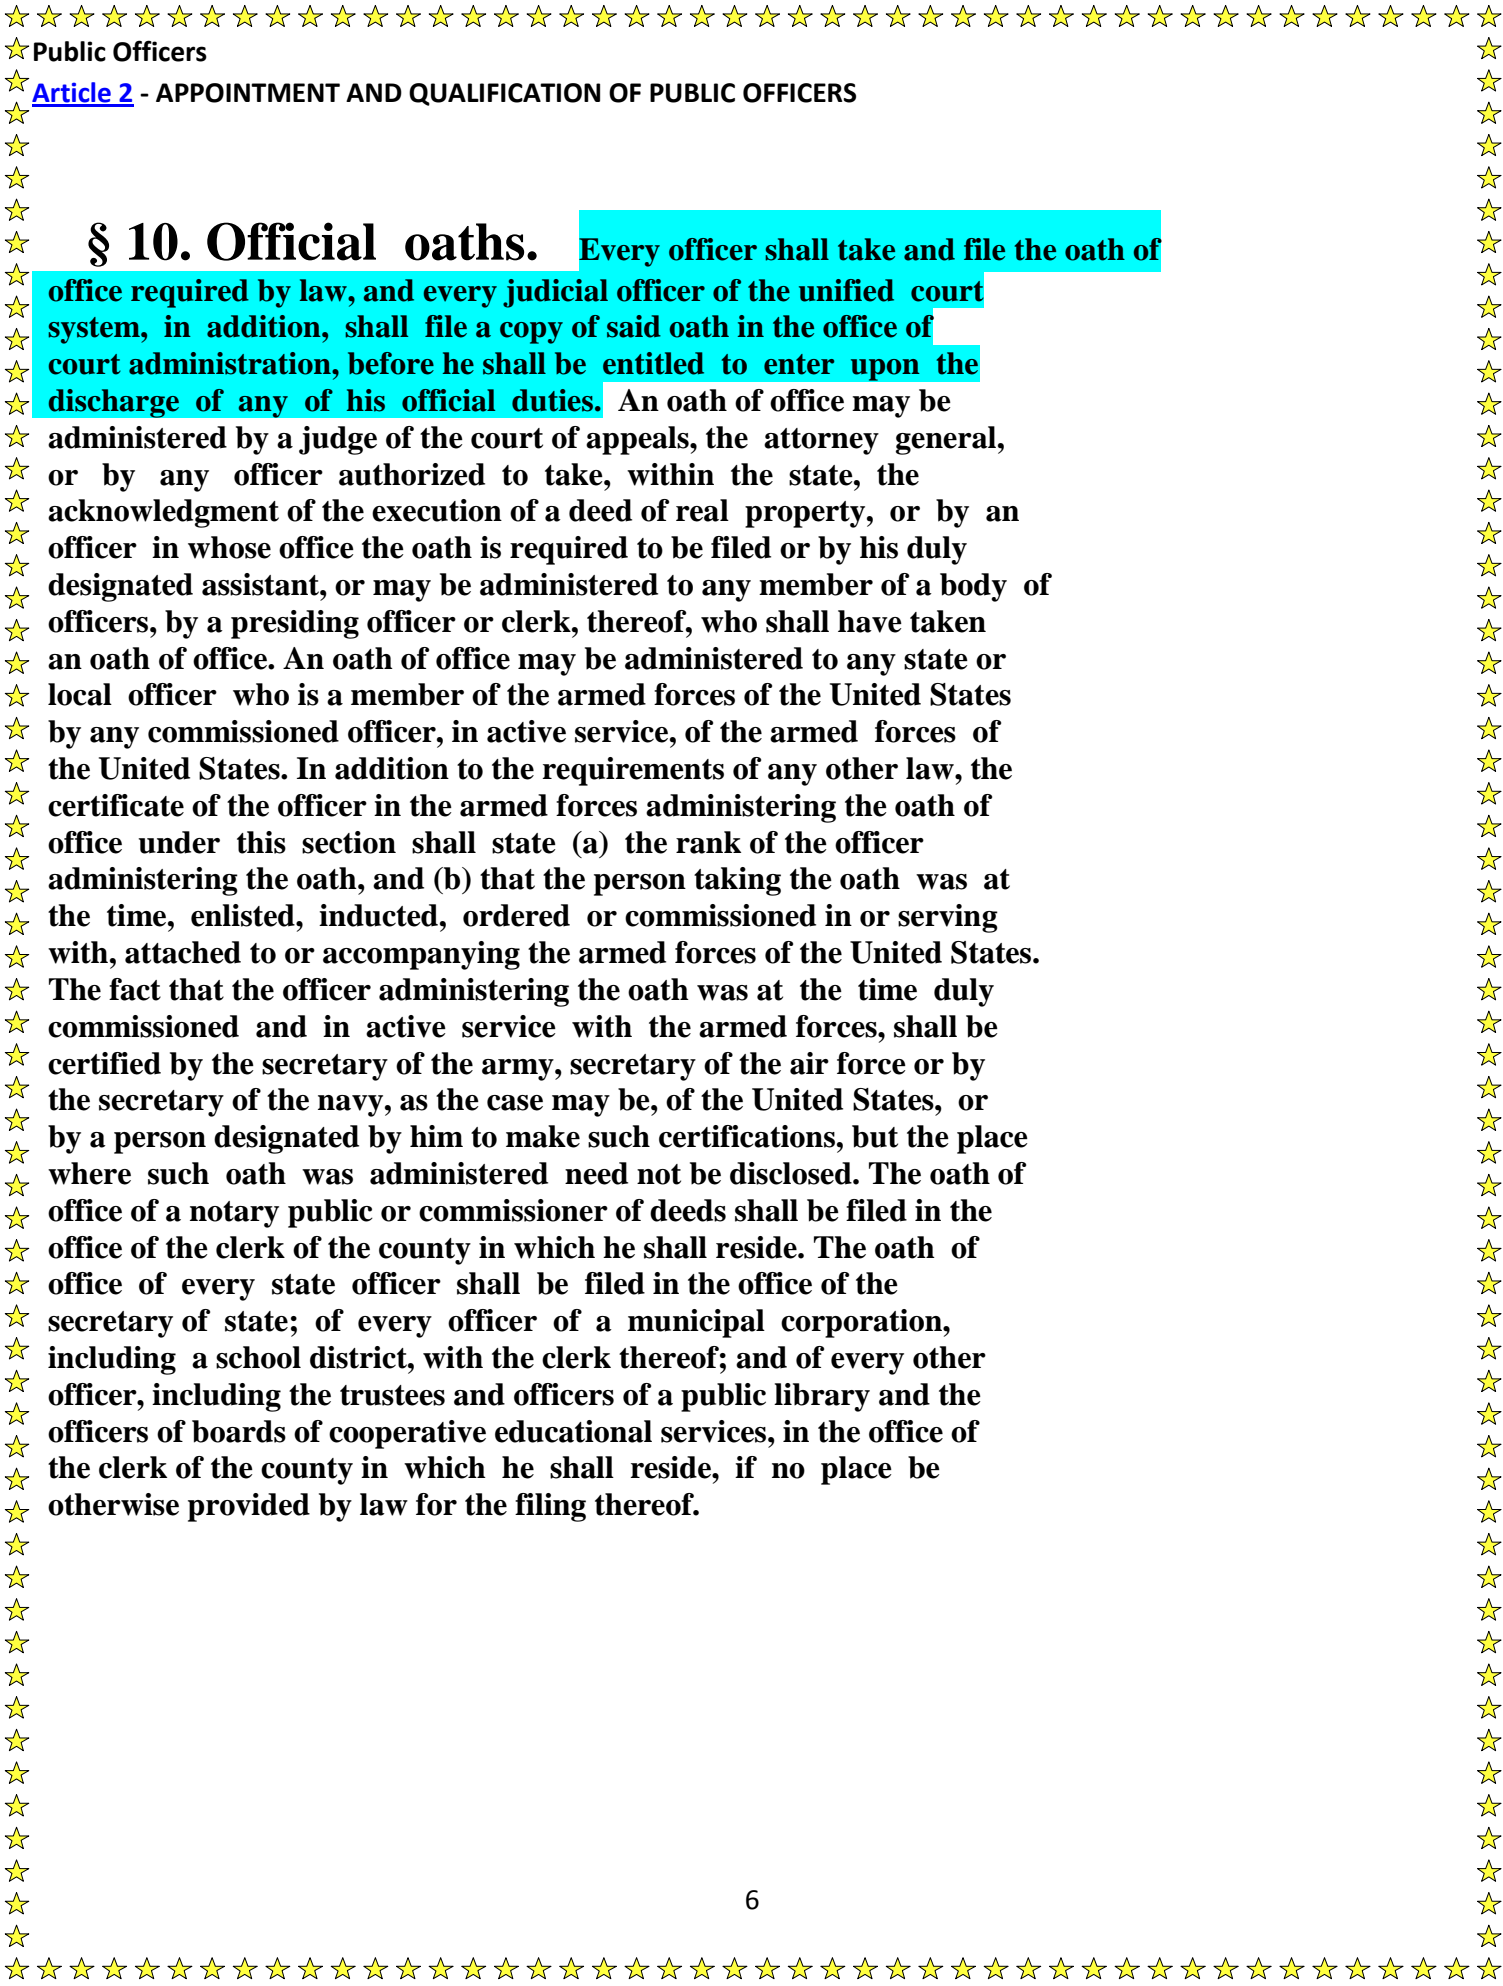 Public Officers
Article 2 - APPOINTMENT AND QUALIFICATION OF PUBLIC OFFICERS
§ 10. Official oaths. Every officer shall take and file the oath of
office required by law, and every judicial officer of the unified court
system, in addition, shall file a copy of said oath in the office of
court administration, before he shall be entitled to enter upon the
discharge of any of his official duties. An oath of office may be
administered by a judge of the court of appeals, the attorney general,
or by any officer authorized to take, within the state, the
acknowledgment of the execution of a deed of real property, or by an
officer in whose office the oath is required to be filed or by his duly
designated assistant, or may be administered to any member of a body of
officers, by a presiding officer or clerk, thereof, who shall have taken
an oath of office. An oath of office may be administered to any state or
local officer who is a member of the armed forces of the United States
by any commissioned officer, in active service, of the armed forces of
the United States. In addition to the requirements of any other law, the
certificate of the officer in the armed forces administering the oath of
office under this section shall state (a) the rank of the officer
administering the oath, and (b) that the person taking the oath was at
the time, enlisted, inducted, ordered or commissioned in or serving
with, attached to or accompanying the armed forces of the United States.
The fact that the officer administering the oath was at the time duly
commissioned and in active service with the armed forces, shall be
certified by the secretary of the army, secretary of the air force or by
the secretary of the navy, as the case may be, of the United States, or
by a person designated by him to make such certifications, but the place
where such oath was administered need not be disclosed. The oath of
office of a notary public or commissioner of deeds shall be filed in the
office of the clerk of the county in which he shall reside. The oath of
office of every state officer shall be filed in the office of the
secretary of state; of every officer of a municipal corporation,
including a school district, with the clerk thereof; and of every other
officer, including the trustees and officers of a public library and the
officers of boards of cooperative educational services, in the office of
the clerk of the county in which he shall reside, if no place be
otherwise provided by law for the filing thereof.
6